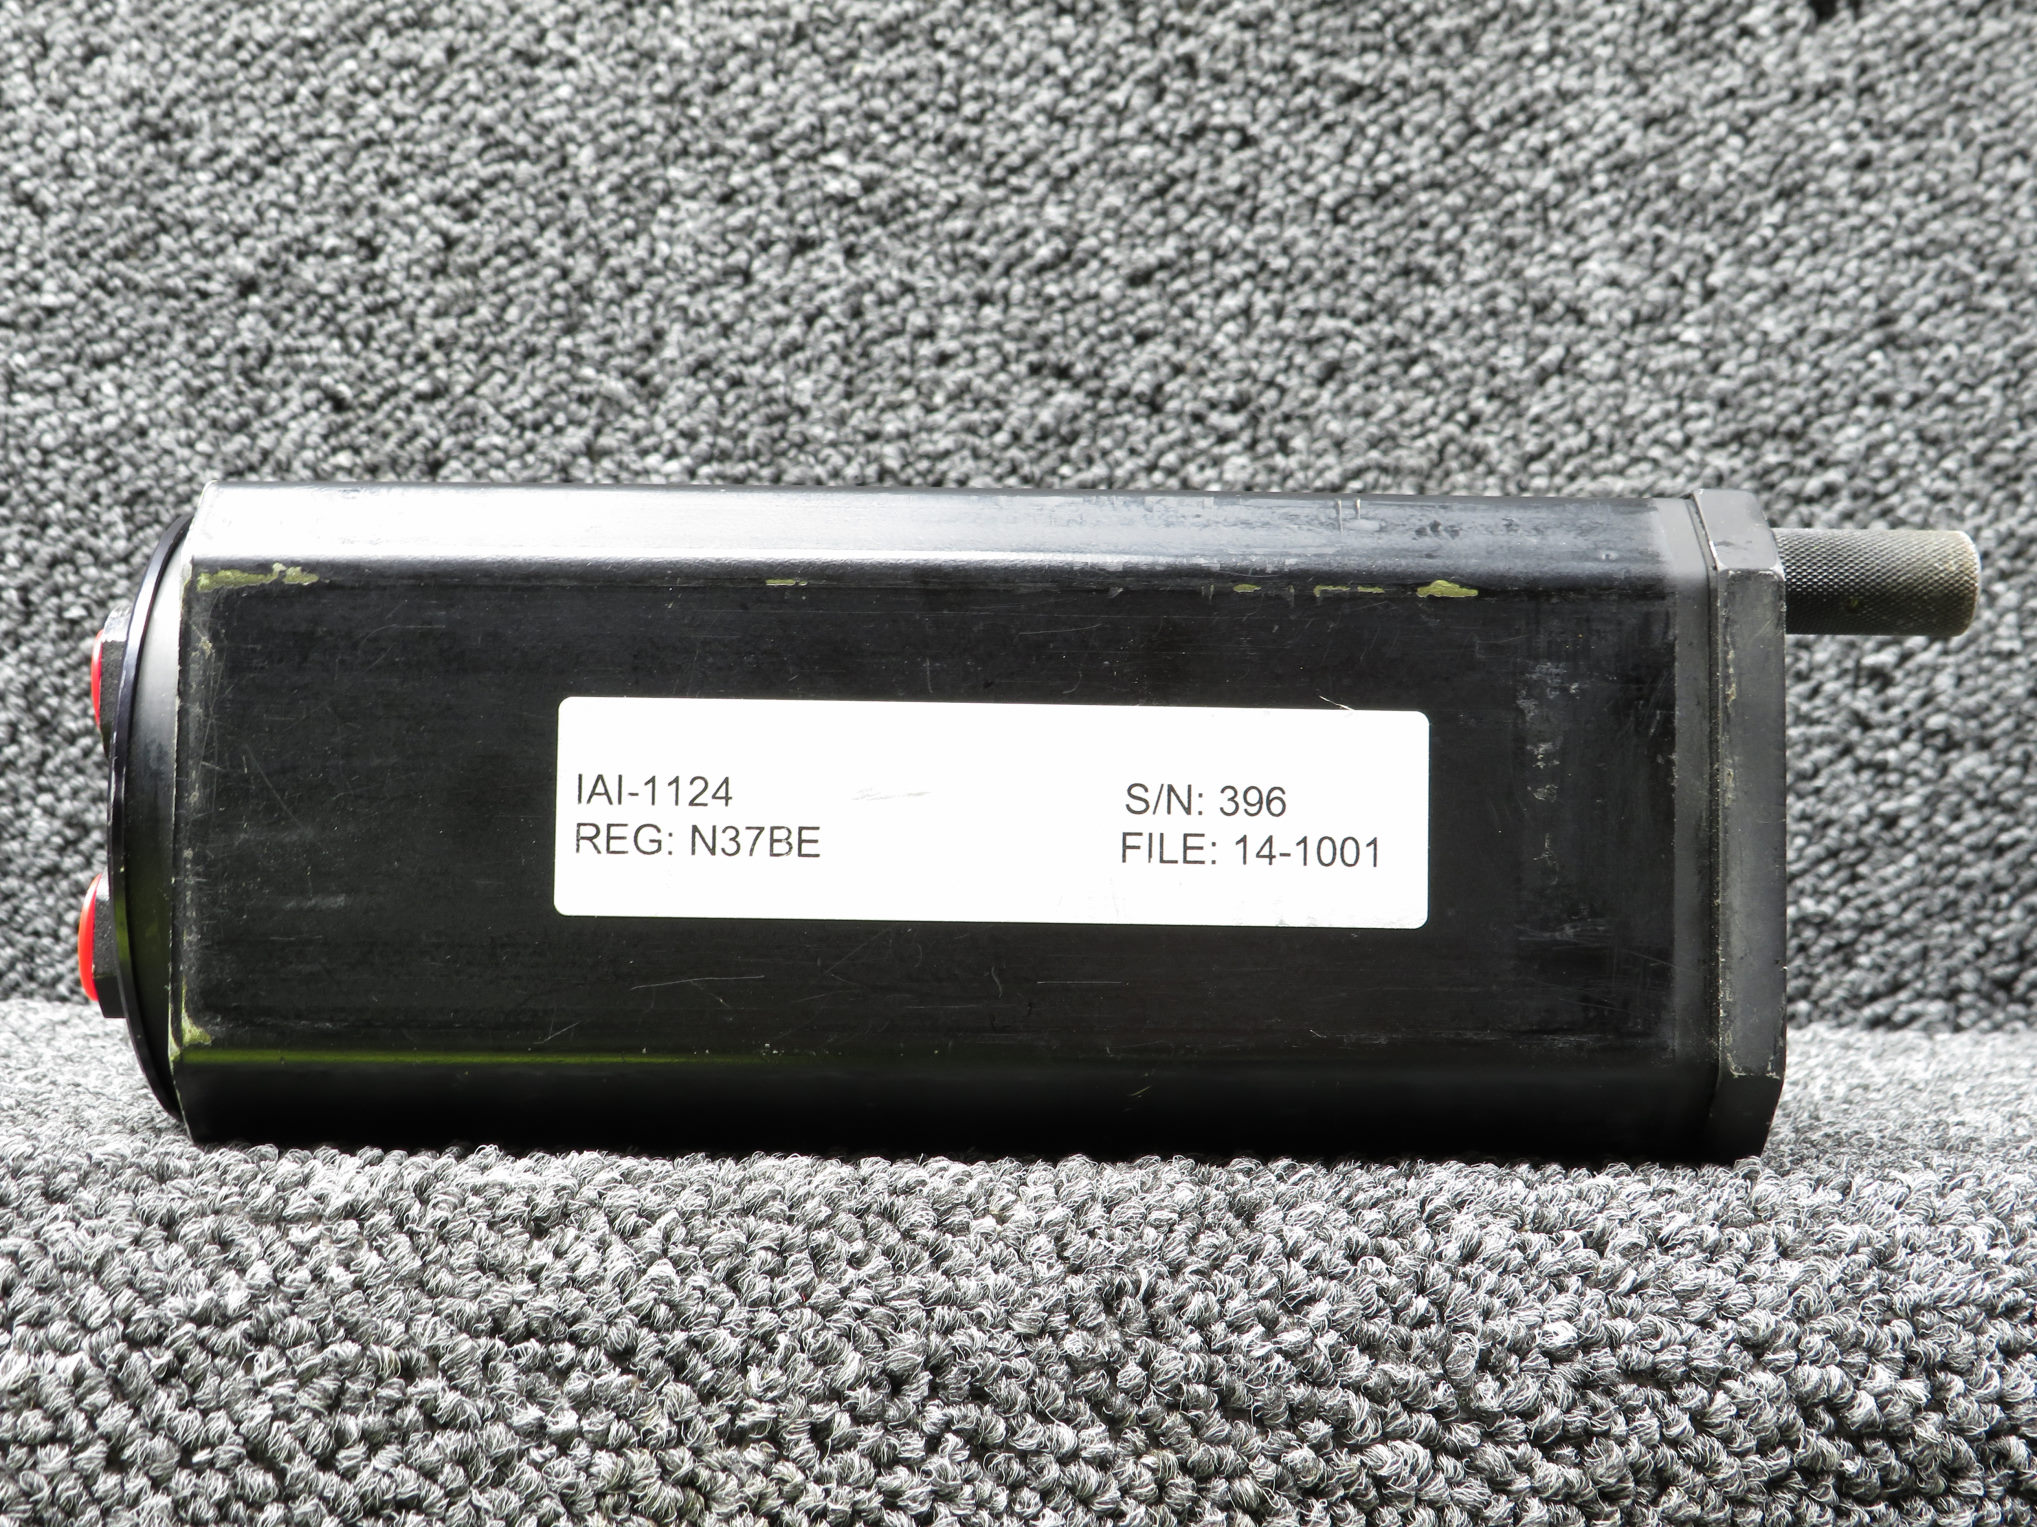 IAI-1124
REG: N37BE
S/N: 396
FILE: 14-1001